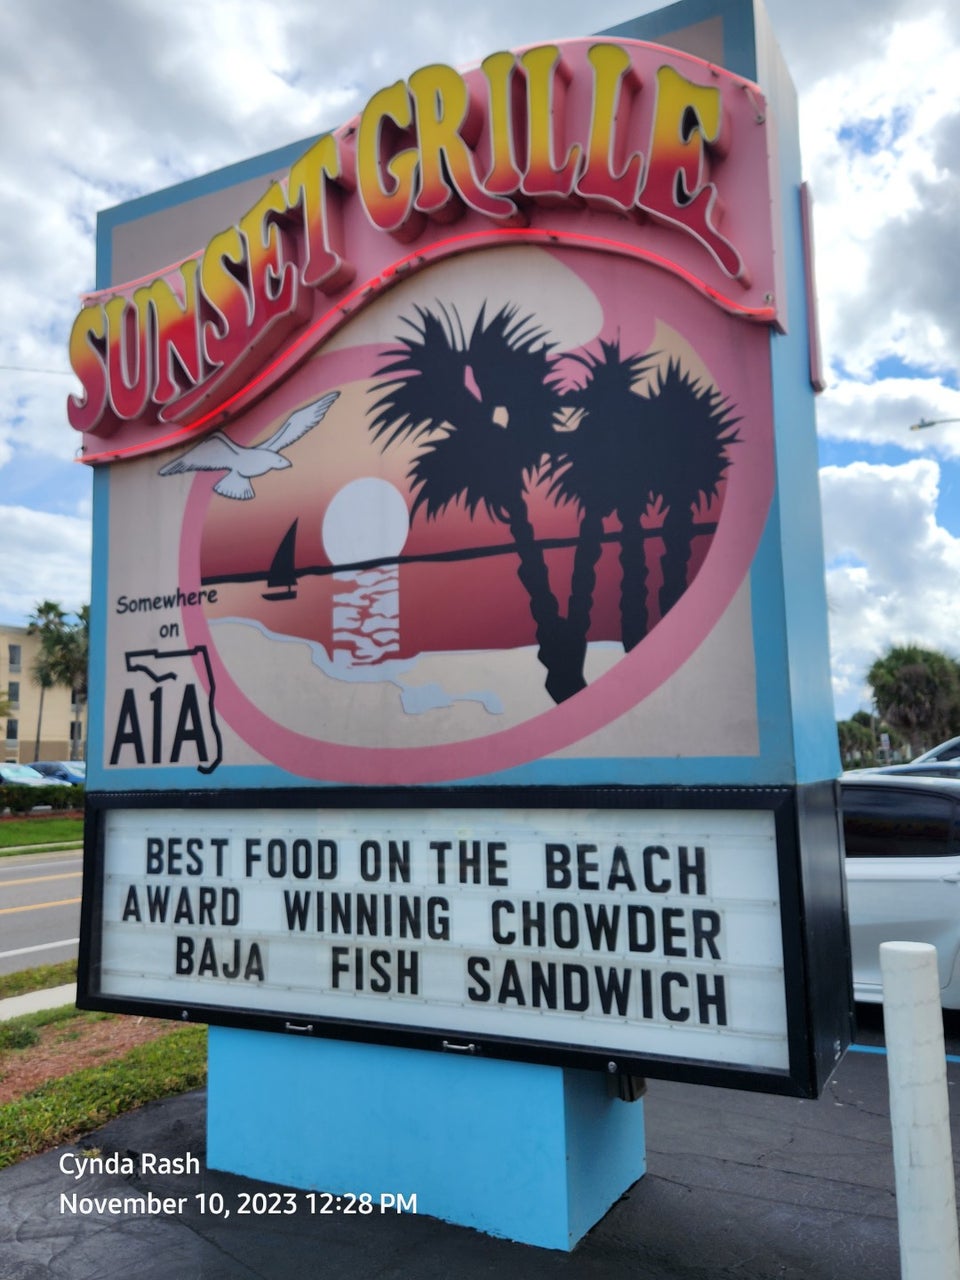 SUNSET GRILLE
Somewhere
on
A1A
BEST FOOD ON THE BEACH
AWARD WINNING CHOWDER
BAJA FISH SANDWICH
Cynda Rash
November 10, 2023 12:28 PM